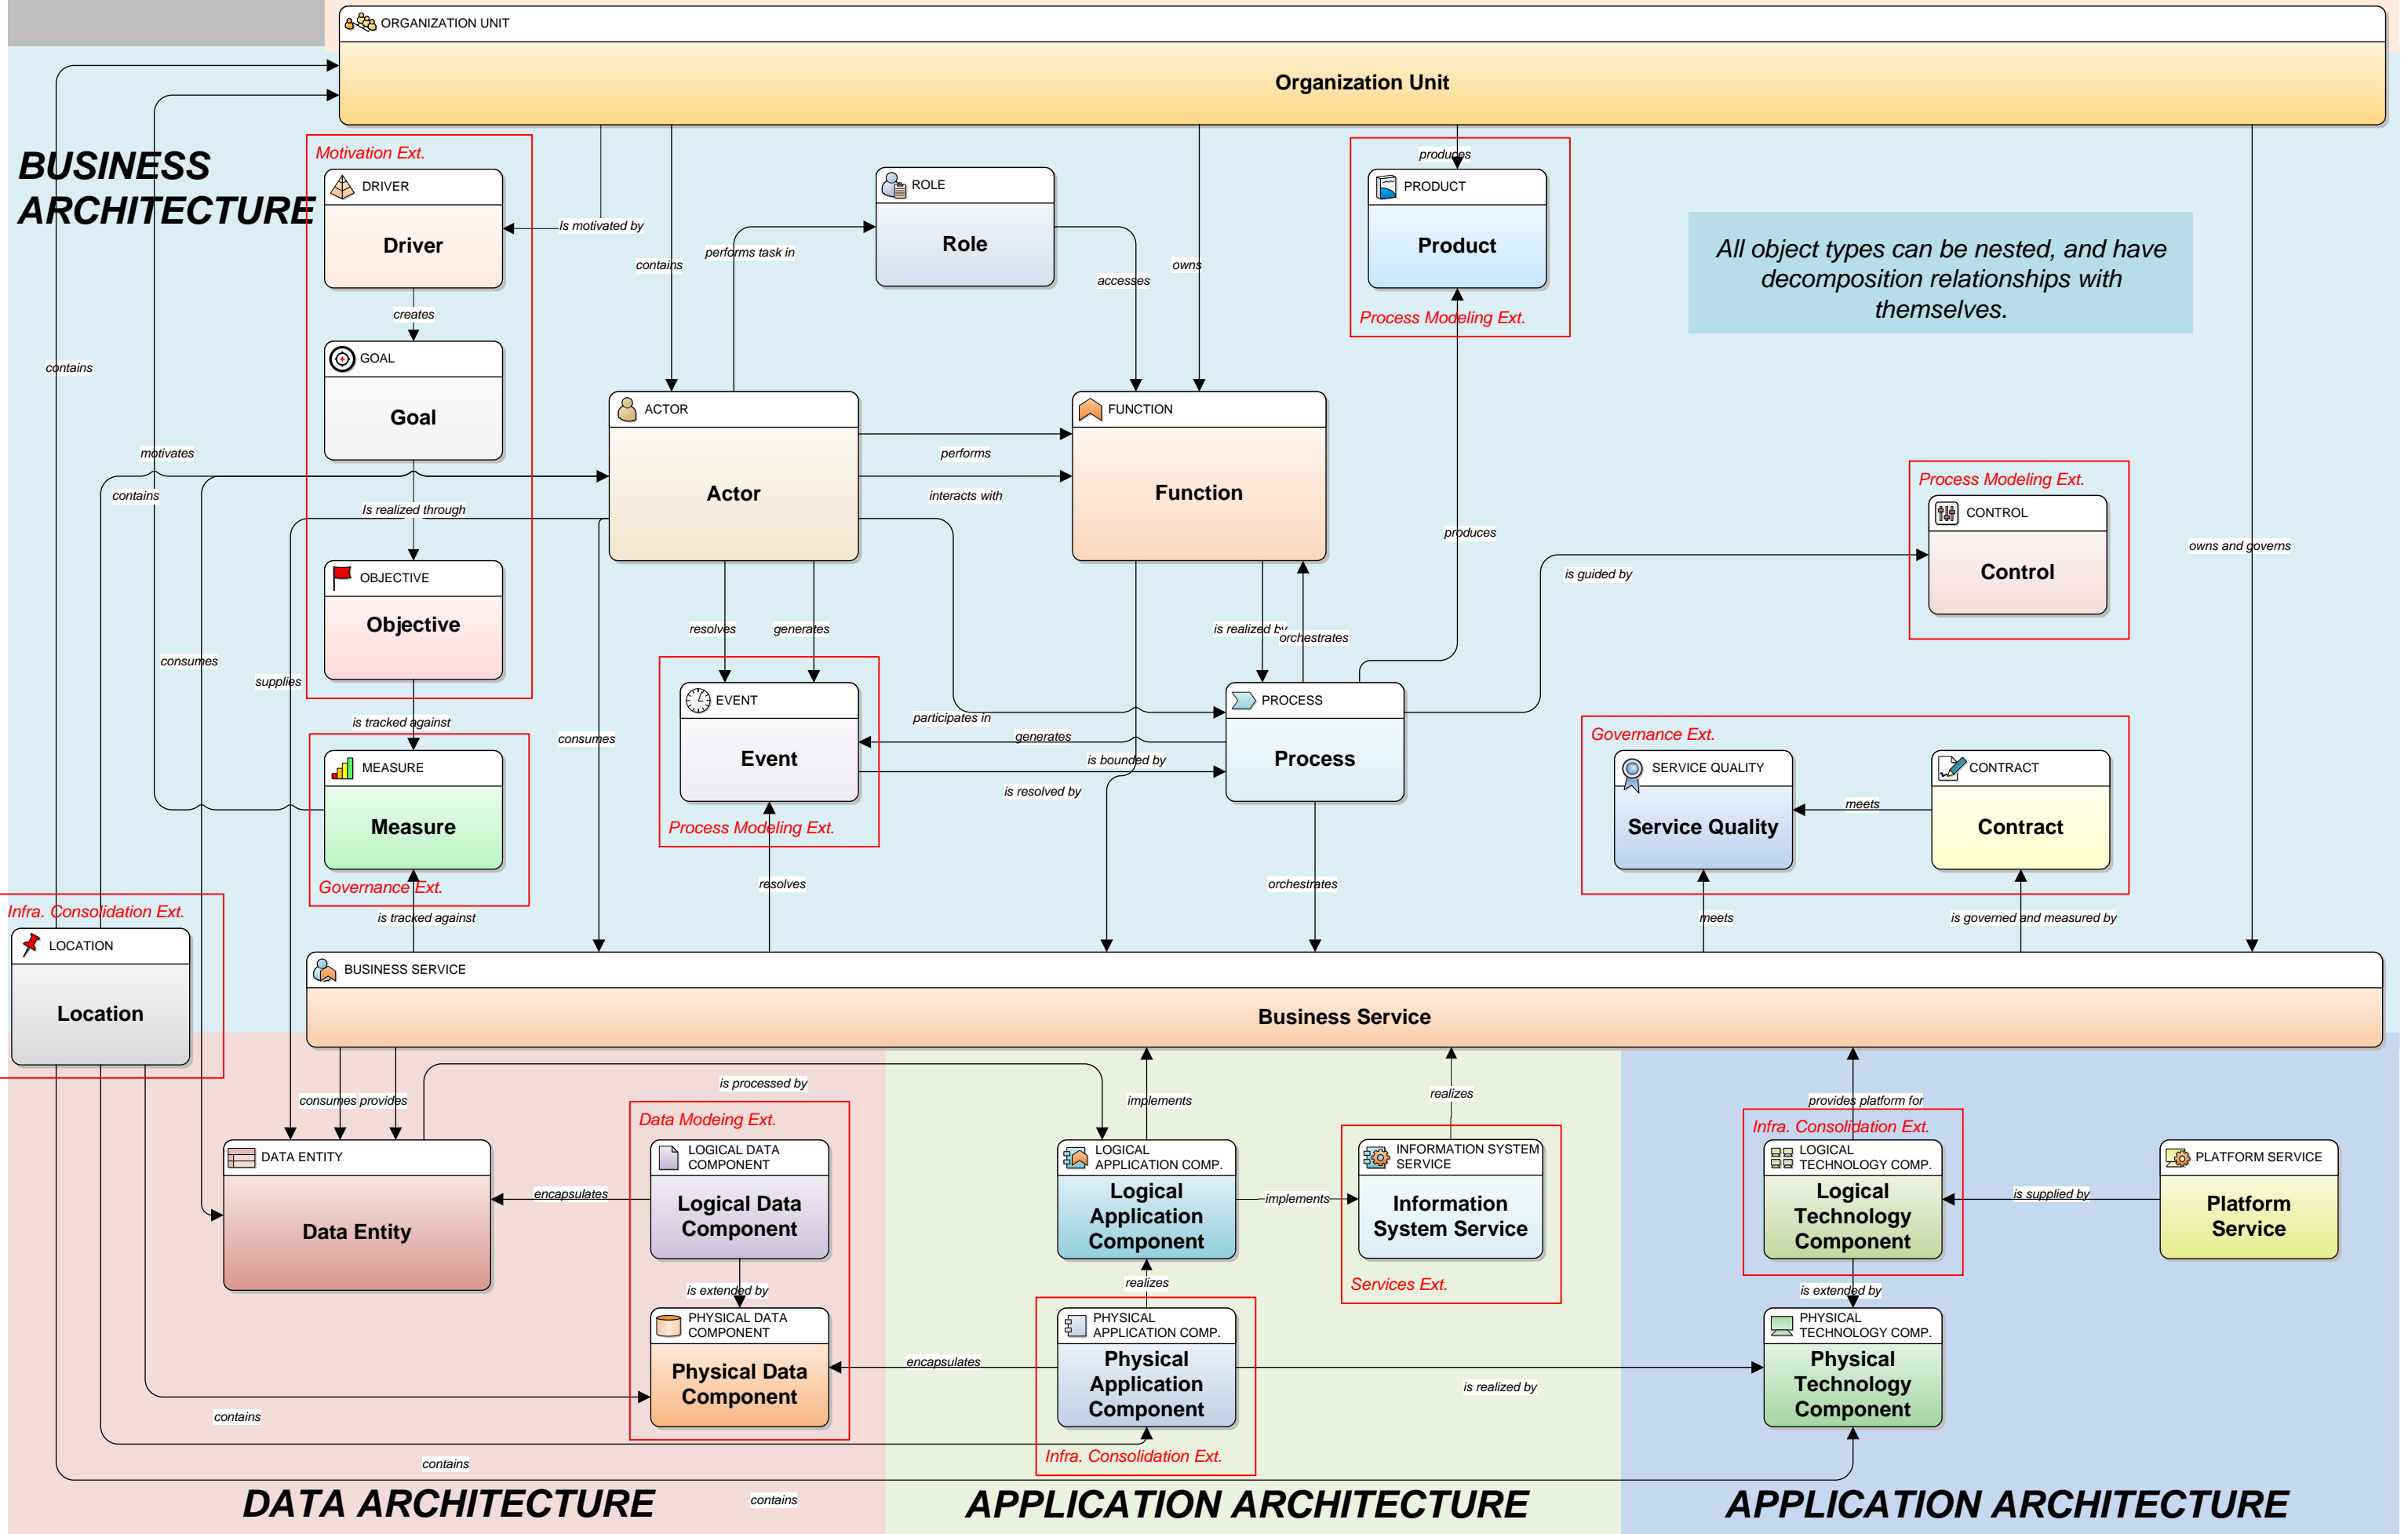 ORGANIZATION UNIT
Organization Unit
BUSINESS
ARCHITECTURE
Motivation Ext.
DRIVER
Driver
Is motivated by
contains
performs task in
ROLE
Role
accesses
owns
produces
PRODUCT
Product
Process Modeling Ext.
All object types can be nested, and have
decomposition relationships with
themselves.
creates
GOAL
Goal
contains
motivates
contains
Is realized through
ACTOR
Actor
performs
interacts with
FUNCTION
Function
produces
Process Modeling Ext.
CONTROL
Control
is guided by
owns and governs
OBJECTIVE
Objective
consumes
supplies
resolves
generates
is realized by
orchestrates
is tracked against
EVENT
Event
Process Modeling Ext.
consumes
participates in
generates
is bounded by
is resolved by
PROCESS
Process
Governance Ext.
SERVICE QUALITY
Service Quality
meets
CONTRACT
Contract
MEASURE
Measure
Governance Ext.
is tracked against
resolves
orchestrates
meets
is governed and measured by
Infra. Consolidation Ext.
LOCATION
Location
BUSINESS SERVICE
Business Service
consumes
provides
is processed by
implements
realizes
provides platform for
DATA ENTITY
Data Entity
encapsulates
Data Modeing Ext.
LOGICAL DATA
COMPONENT
Logical Data
Component
is extended by
PHYSICAL DATA
COMPONENT
Physical Data
Component
LOGICAL
APPLICATION COMP.
Logical
Application
Component
implements
INFORMATION SYSTEM
SERVICE
Information
System Service
Services Ext.
realizes
PHYSICAL
APPLICATION COMP.
Physical
Application
Component
Infra. Consolidation Ext.
encapsulates
is realized by
Infra. Consolidation Ext.
LOGICAL
TECHNOLOGY COMP.
Logical
Technology
Component
is supplied by
PLATFORM SERVICE
Platform
Service
is extended by
PHYSICAL
TECHNOLOGY COMP.
Physical
Technology
Component
contains
contains
contains
DATA ARCHITECTURE
APPLICATION ARCHITECTURE
APPLICATION ARCHITECTURE